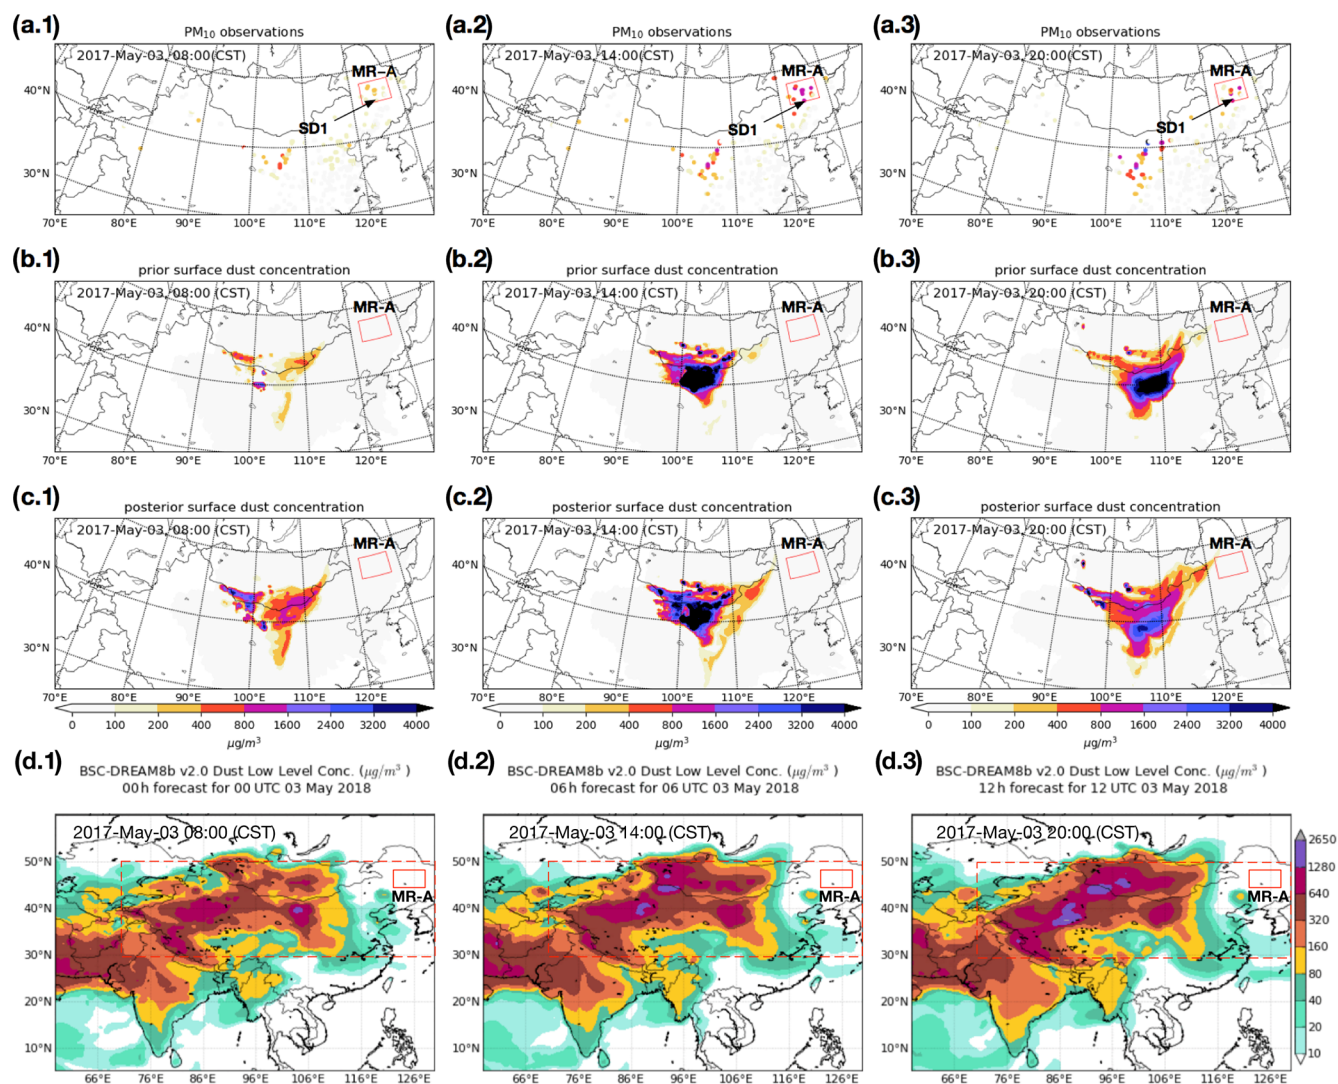 (a.1) (a.2) (a.3)
PM10 observations PM10 observations PM10 observations
2017-May-03, 08:00(CST) 2017-May-03, 14:00(CST) 2017-May-03, 20:00(CST)
MR-A MR-A MR-A
40°N 40°N 40°N
SD1 SD1 SD1
30°N 30°N 30°N
70°E 90°E 100°E 110°E 120°E 70°E 90°E 100°E 110°E 120°E 70°E 90°E 100°E 110°E 120°E
(b.1) (b.2) (b.3)
prior surface dust concentration prior surface dust concentration prior surface dust concentration
2017-May-03, 08:00 (CST) 2017-May-03, 14:00 (CST) 2017-May-03, 20:00 (CST)
MR-A MR-A MR-A
40°N 40°N 40°N
30°N 30°N 30°N
70°E 90°E 100°E 110°E 120°E 70°E 90°E 100°E 110°E 120°E 70°E 90°E 100°E 110°E 120°E
(c.1) (c.2) (c.3)
posterior surface dust concentration posterior surface dust concentration posterior surface dust concentration
2017-May-03, 08:00 (CST) 2017-May-03, 14:00 (CST) 2017-May-03, 20:00 (CST)
MR-A MR-A MR-A
40°N 40°N 40°N
30°N 30°N 30°N
70°E 90°E 100°E 110°E 120°E 70°E 90°E 100°E 110°E 120°E 70°E 90°E 100°E 110°E 120°E
0 100 200 400 800 1600 2400 3200 4000 0 100 200 400 800 1600 2400 3200 4000 0 100 200 400 800 1600 2400 3200 4000
μg/m³ μg/m³ μg/m³
(d.1) (d.2) (d.3)
BSC-DREAM8b v2.0 Dust Low Level Conc. (μg/m³ ) BSC-DREAM8b v2.0 Dust Low Level Conc. (μg/m³ ) BSC-DREAM8b v2.0 Dust Low Level Conc. (μg/m³ )
00h forecast for 00 UTC 03 May 2018 06h forecast for 06 UTC 03 May 2018 12h forecast for 12 UTC 03 May 2018
2017-May-03 08:00 (CST) 2017-May-03 14:00 (CST) 2017-May-03 20:00 (CST)
2650
50°N 50°N 50°N
1280
MR-A MR-A MR-A
640
40°N 40°N 40°N
320
160
30°N 30°N 30°N
80
20°N 20°N 20°N
40
20
10°N 10°N 10°N
10
66°E 76°E 86°E 96°E 106°E 116°E 126°E 66°E 76°E 86°E 96°E 106°E 116°E 126°E 66°E 76°E 86°E 96°E 106°E 116°E 126°E